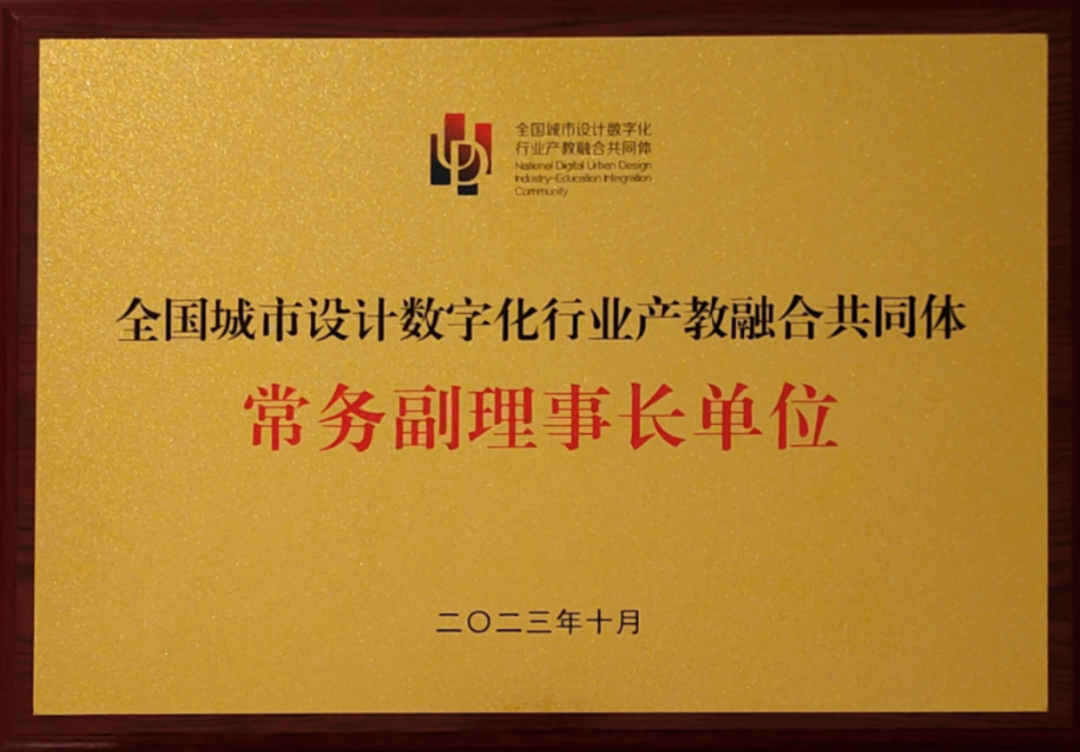 全国城市设计数字化
行业产教融合共同体
National Digital Urban Design
Industry-Education Integration
Community
全国城市设计数字化行业产教融合共同体
常务副理事长单位
二〇二三年十月